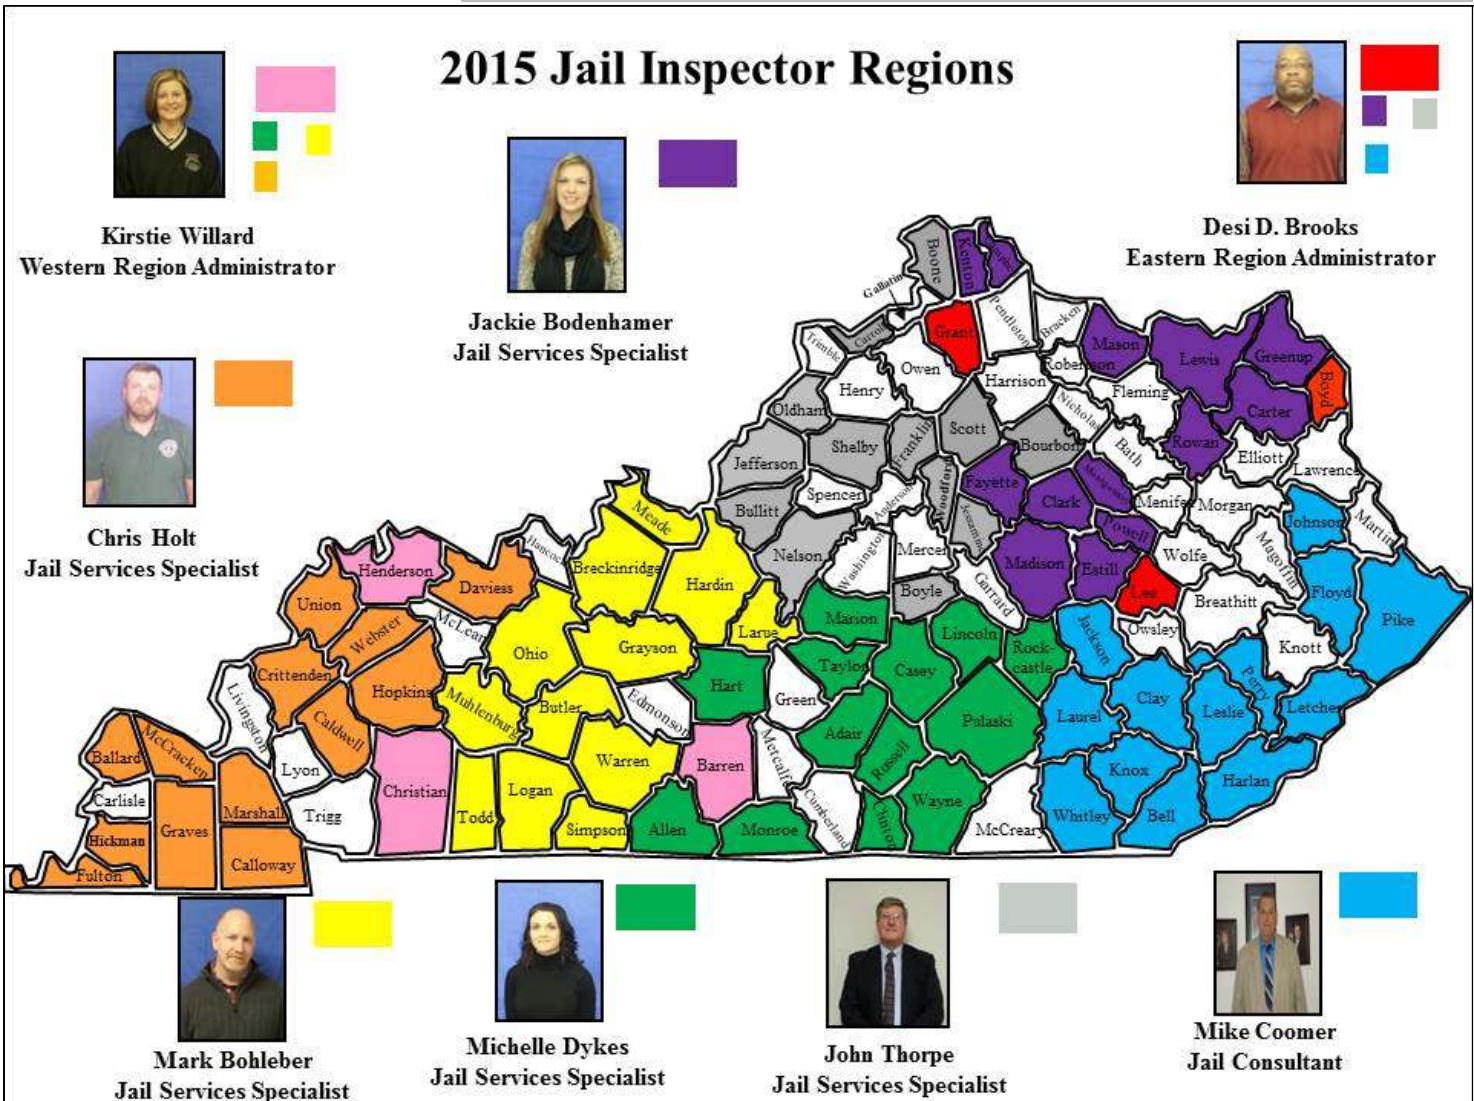 2015 Jail Inspector Regions
Kirstie Willard
Western Region Administrator
Jackie Bodenhamer
Jail Services Specialist
Desi D. Brooks
Eastern Region Administrator
Chris Holt
Jail Services Specialist
Boone
Kenton
Gallatin
Grant
Pendleton
Bracken
Carroll
Trimble
Owen
Mason
Lewis
Greenup
Boyd
Robertson
Henry
Harrison
Fleming
Nicholas
Carter
Oldham
Scott
Franklin
Shelby
Bourbon
Bath
Rowan
Elliott
Lawrence
Jefferson
Spencer
Anderson
Woodford
Fayette
Clark
Montgomery
Menifee
Morgan
Johnson
Martin
Bullitt
Jessamine
Powell
Meade
Hancock
Nelson
Washington
Mercer
Madison
Estill
Wolfe
Magoffin
Henderson
Daviess
Breckinridge
Hardin
Boyle
Garrard
Lee
Breathitt
Floyd
Pike
Union
Webster
McLean
Larue
Marion
Lincoln
Rock-
castle
Jackson
Owsley
Knott
Crittenden
Ohio
Grayson
Taylor
Casey
Hopkins
Muhlenburg
Butler
Edmonson
Hart
Green
Laurel
Clay
Leslie
Perry
Letcher
Livingston
Caldwell
Adair
Russell
Pulaski
Ballard
McCracken
Lyon
Christian
Warren
Barren
Metcalfe
Knox
Harlan
Carlisle
Graves
Marshall
Trigg
Todd
Logan
Simpson
Allen
Monroe
Cumberland
Clinton
Wayne
McCreary
Whitley
Bell
Hickman
Fulton
Calloway
Mark Bohleber
Jail Services Specialist
Michelle Dykes
Jail Services Specialist
John Thorpe
Jail Services Specialist
Mike Coomer
Jail Consultant